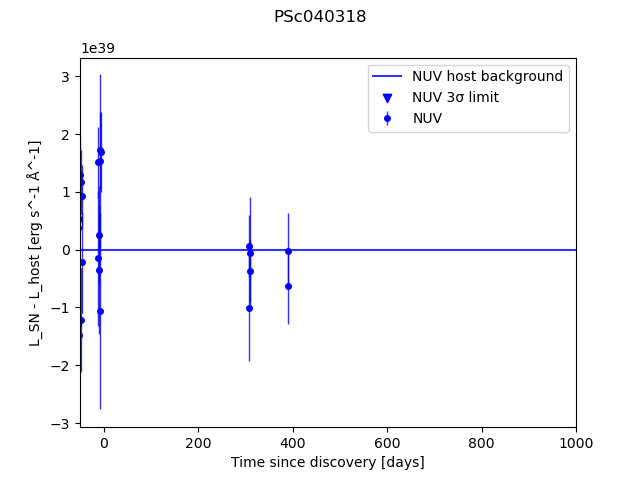 PSc040318
1e39
NUV host background
NUV 3σ limit
NUV
3
2
1
0
−1
−2
−3
L_SN - L_host [erg s^-1 Å^-1]
0 200 400 600 800 1000
Time since discovery [days]